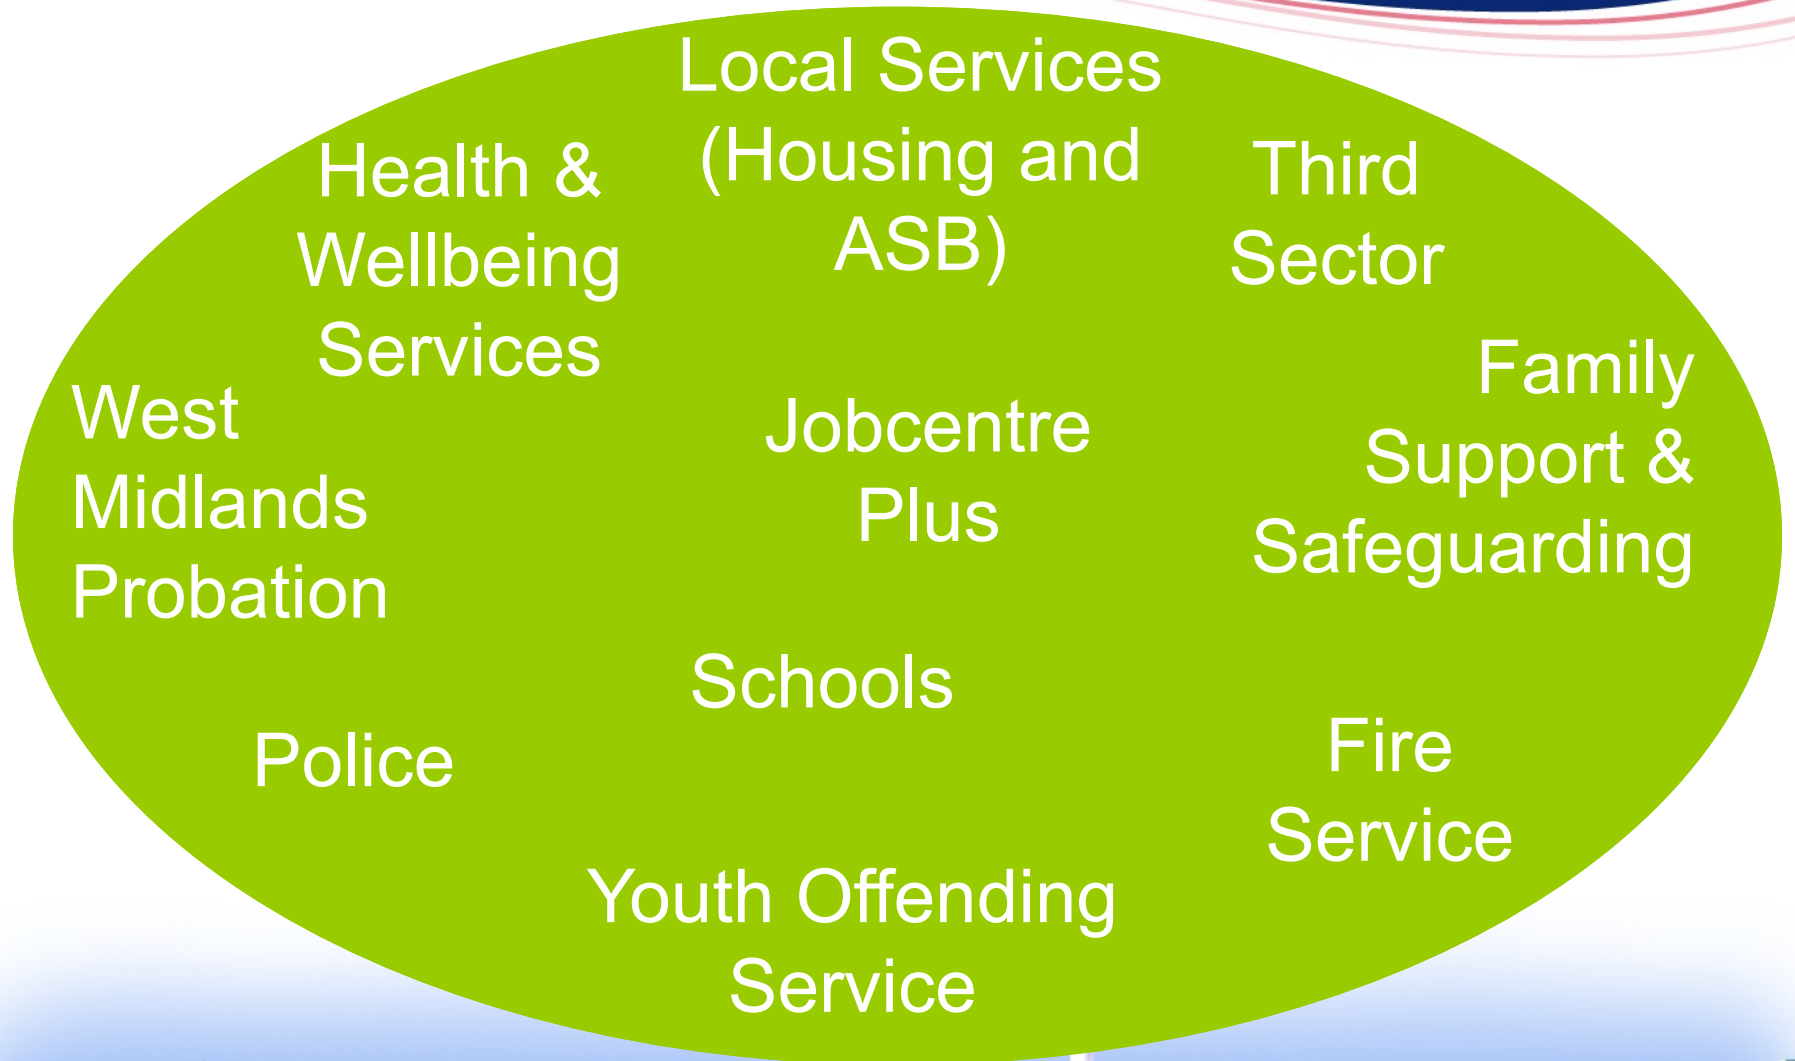 Local Services
(Housing and
ASB)
Health &
Wellbeing
Services
Third
Sector
West
Midlands
Probation
Jobcentre
Plus
Family
Support &
Safeguarding
Schools
Police
Fire
Service
Youth Offending
Service